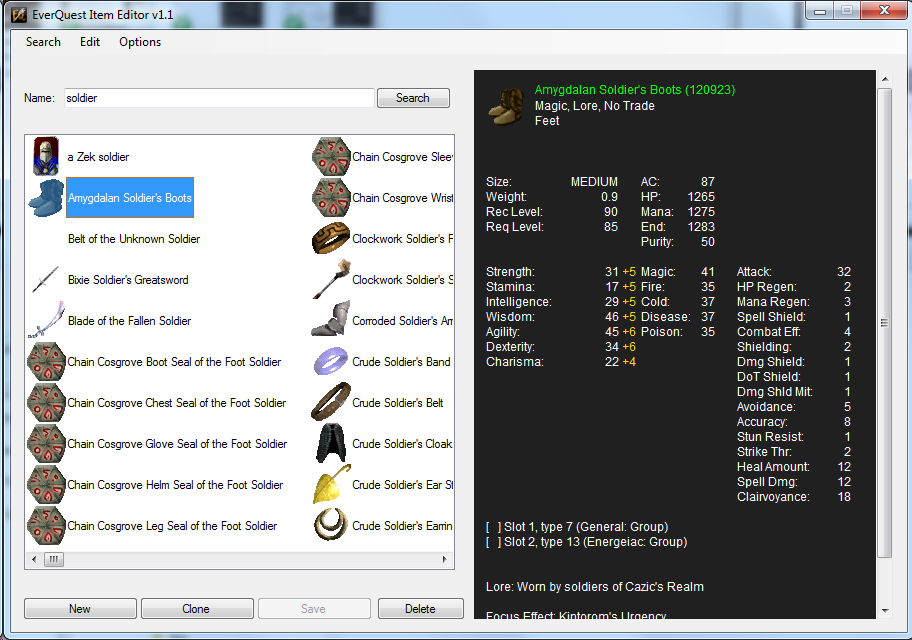 EverQuest Item Editor v1.1
Search Edit Options
Name: soldier Search
a Zek soldier
Amygdalan Soldier's Boots
Belt of the Unknown Soldier
Bixie Soldier's Greatsword
Blade of the Fallen Soldier
Chain Cosgrove Boot Seal of the Foot Soldier
Chain Cosgrove Chest Seal of the Foot Soldier
Chain Cosgrove Glove Seal of the Foot Soldier
Chain Cosgrove Helm Seal of the Foot Soldier
Chain Cosgrove Leg Seal of the Foot Soldier
Chain Cosgrove Slee
Chain Cosgrove Wris
Clockwork Soldier's F
Clockwork Soldier's S
Corroded Soldier's A
Crude Soldier's Band
Crude Soldier's Belt
Crude Soldier's Cloak
Crude Soldier's Ear S
Crude Soldier's Earrin
New Clone Save Delete
Amygdalan Soldier's Boots (120923)
Magic, Lore, No Trade
Feet
Size: MEDIUM AC: 87
Weight: 0.9 HP: 1265
Rec Level: 90 Mana: 1275
Req Level: 85 End: 1283
Purity: 50
Strength: 31 +5 Magic: 41 Attack: 32
Stamina: 17 +5 Fire: 35 HP Regen: 2
Intelligence: 29 +5 Cold: 37 Mana Regen: 3
Wisdom: 46 +5 Disease: 37 Spell Shield: 1
Agility: 45 +6 Poison: 35 Combat Eff: 4
Dexterity: 34 +6 Shielding: 2
Charisma: 22 +4 Dmg Shield: 1
DoT Shield: 1
Dmg Shld Mit: 1
Avoidance: 5
Accuracy: 8
Stun Resist: 1
Strike Thr: 2
Heal Amount: 12
Spell Dmg: 12
Clairvoyance: 18
[ ] Slot 1, type 7 (General: Group)
[ ] Slot 2, type 13 (Energeiac: Group)
Lore: Worn by soldiers of Cazic's Realm
Focus Effect: Kintorom's Urgency